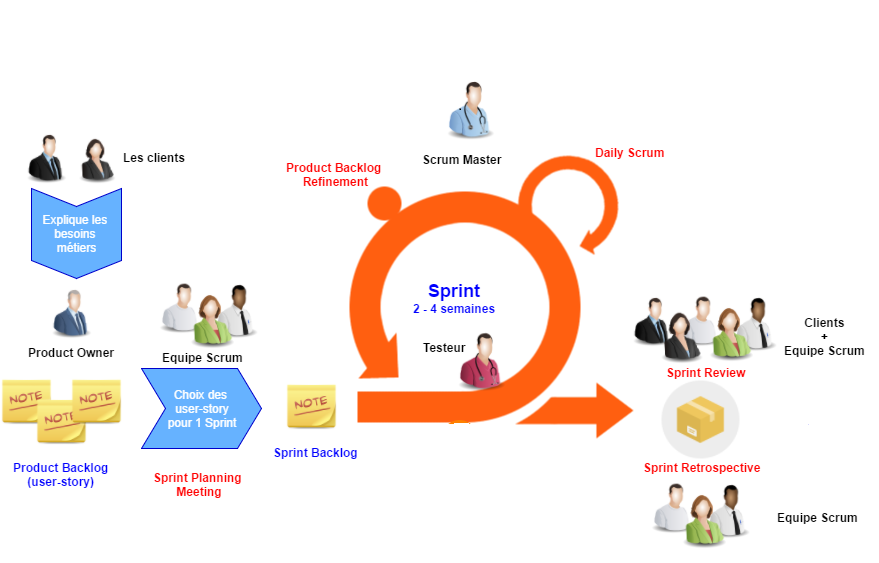 Les clients
Explique les
besoins
métiers
Product Owner
NOTE
NOTE
NOTE
Product Backlog
(user-story)
Equipe Scrum
Choix des
user-story
pour 1 Sprint
Sprint Planning
Meeting
NOTE
Sprint Backlog
Product Backlog
Refinement
Scrum Master
Daily Scrum
Sprint
2 - 4 semaines
Testeur
Clients
+
Equipe Scrum
Sprint Review
Sprint Retrospective
Equipe Scrum